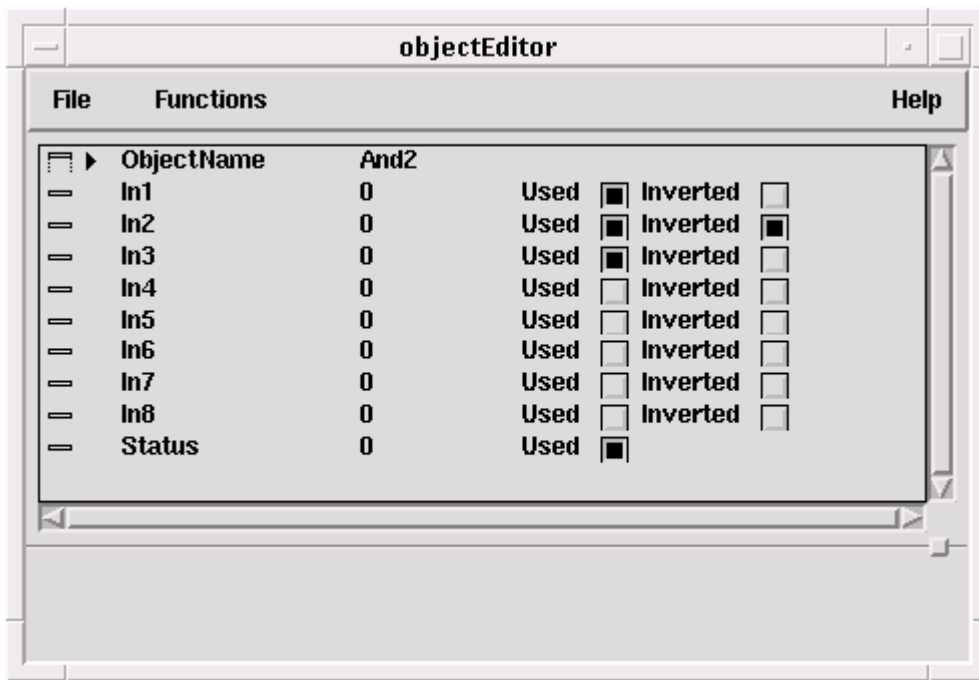 objectEditor
File Functions Help
ObjectName And2
In1 0 Used Inverted
In2 0 Used Inverted
In3 0 Used Inverted
In4 0 Used Inverted
In5 0 Used Inverted
In6 0 Used Inverted
In7 0 Used Inverted
In8 0 Used Inverted
Status 0 Used